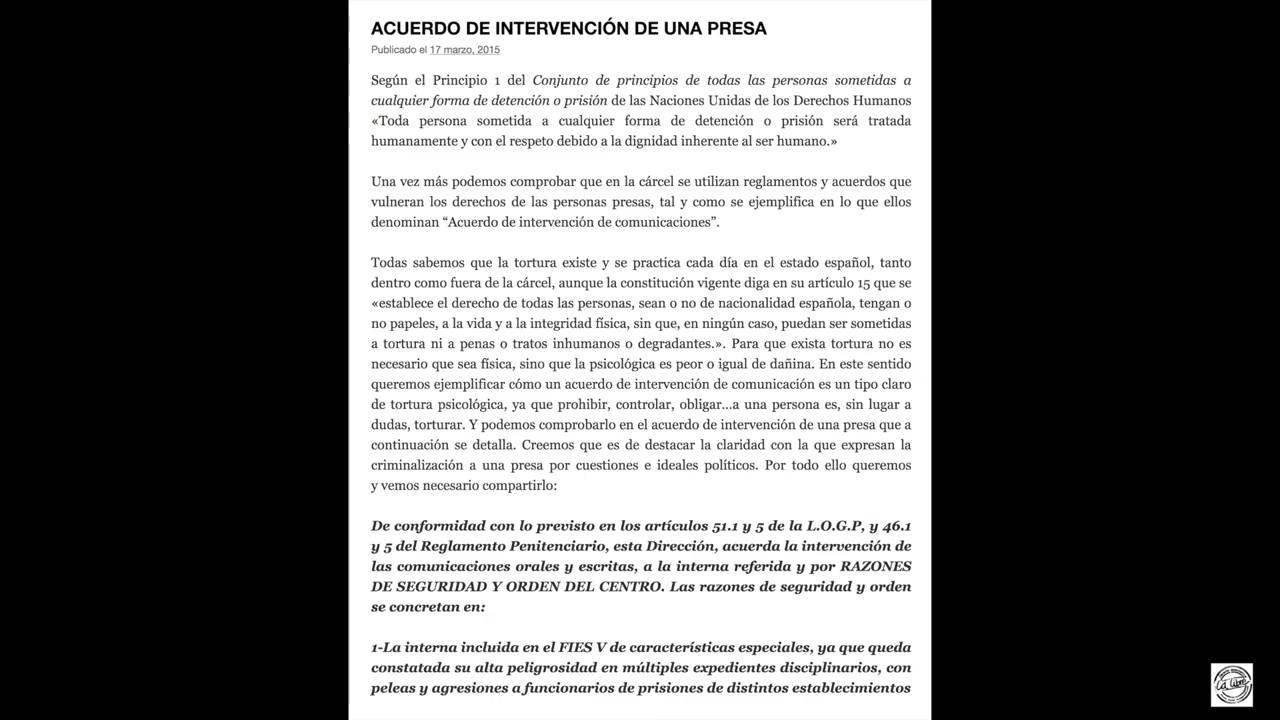 ACUERDO DE INTERVENCIÓN DE UNA PRESA
Publicado el 17 marzo, 2015
Según el Principio 1 del Conjunto de principios de todas las personas sometidas a
cualquier forma de detención o prisión de las Naciones Unidas de los Derechos Humanos
«Toda persona sometida a cualquier forma de detención o prisión será tratada
humanamente y con el respeto debido a la dignidad inherente al ser humano.»
Una vez más podemos comprobar que en la cárcel se utilizan reglamentos y acuerdos que
vulneran los derechos de las personas presas, tal y como se ejemplifica en lo que ellos
denominan “Acuerdo de intervención de comunicaciones”.
Todas sabemos que la tortura existe y se practica cada día en el estado español, tanto
dentro como fuera de la cárcel, aunque la constitución vigente diga en su artículo 15 que se
«establece el derecho de todas las personas, sean o no de nacionalidad española, tengan o
no papeles, a la vida y a la integridad física, sin que, en ningún caso, puedan ser sometidas
a tortura ni a penas o tratos inhumanos o degradantes.». Para que exista tortura no es
necesario que sea física, sino que la psicológica es peor o igual de dañina. En este sentido
queremos ejemplificar cómo un acuerdo de intervención de comunicación es un tipo claro
de tortura psicológica, ya que prohibir, controlar, obligar...a una persona es, sin lugar a
dudas, torturar. Y podemos comprobarlo en el acuerdo de intervención de una presa que a
continuación se detalla. Creemos que es de destacar la claridad con la que expresan la
criminalización a una presa por cuestiones e ideales políticos. Por todo ello queremos
y vemos necesario compartirlo:
De conformidad con lo previsto en los artículos 51.1 y 5 de la L.O.G.P, y 46.1
y 5 del Reglamento Penitenciario, esta Dirección, acuerda la intervención de
las comunicaciones orales y escritas, a la interna referida y por RAZONES
DE SEGURIDAD Y ORDEN DEL CENTRO. Las razones de seguridad y orden
se concretan en:
1-La interna incluida en el FIES V de características especiales, ya que queda
constatada su alta peligrosidad en múltiples expedientes disciplinarios, con
peleas y agresiones a funcionarios de prisiones de distintos establecimientos